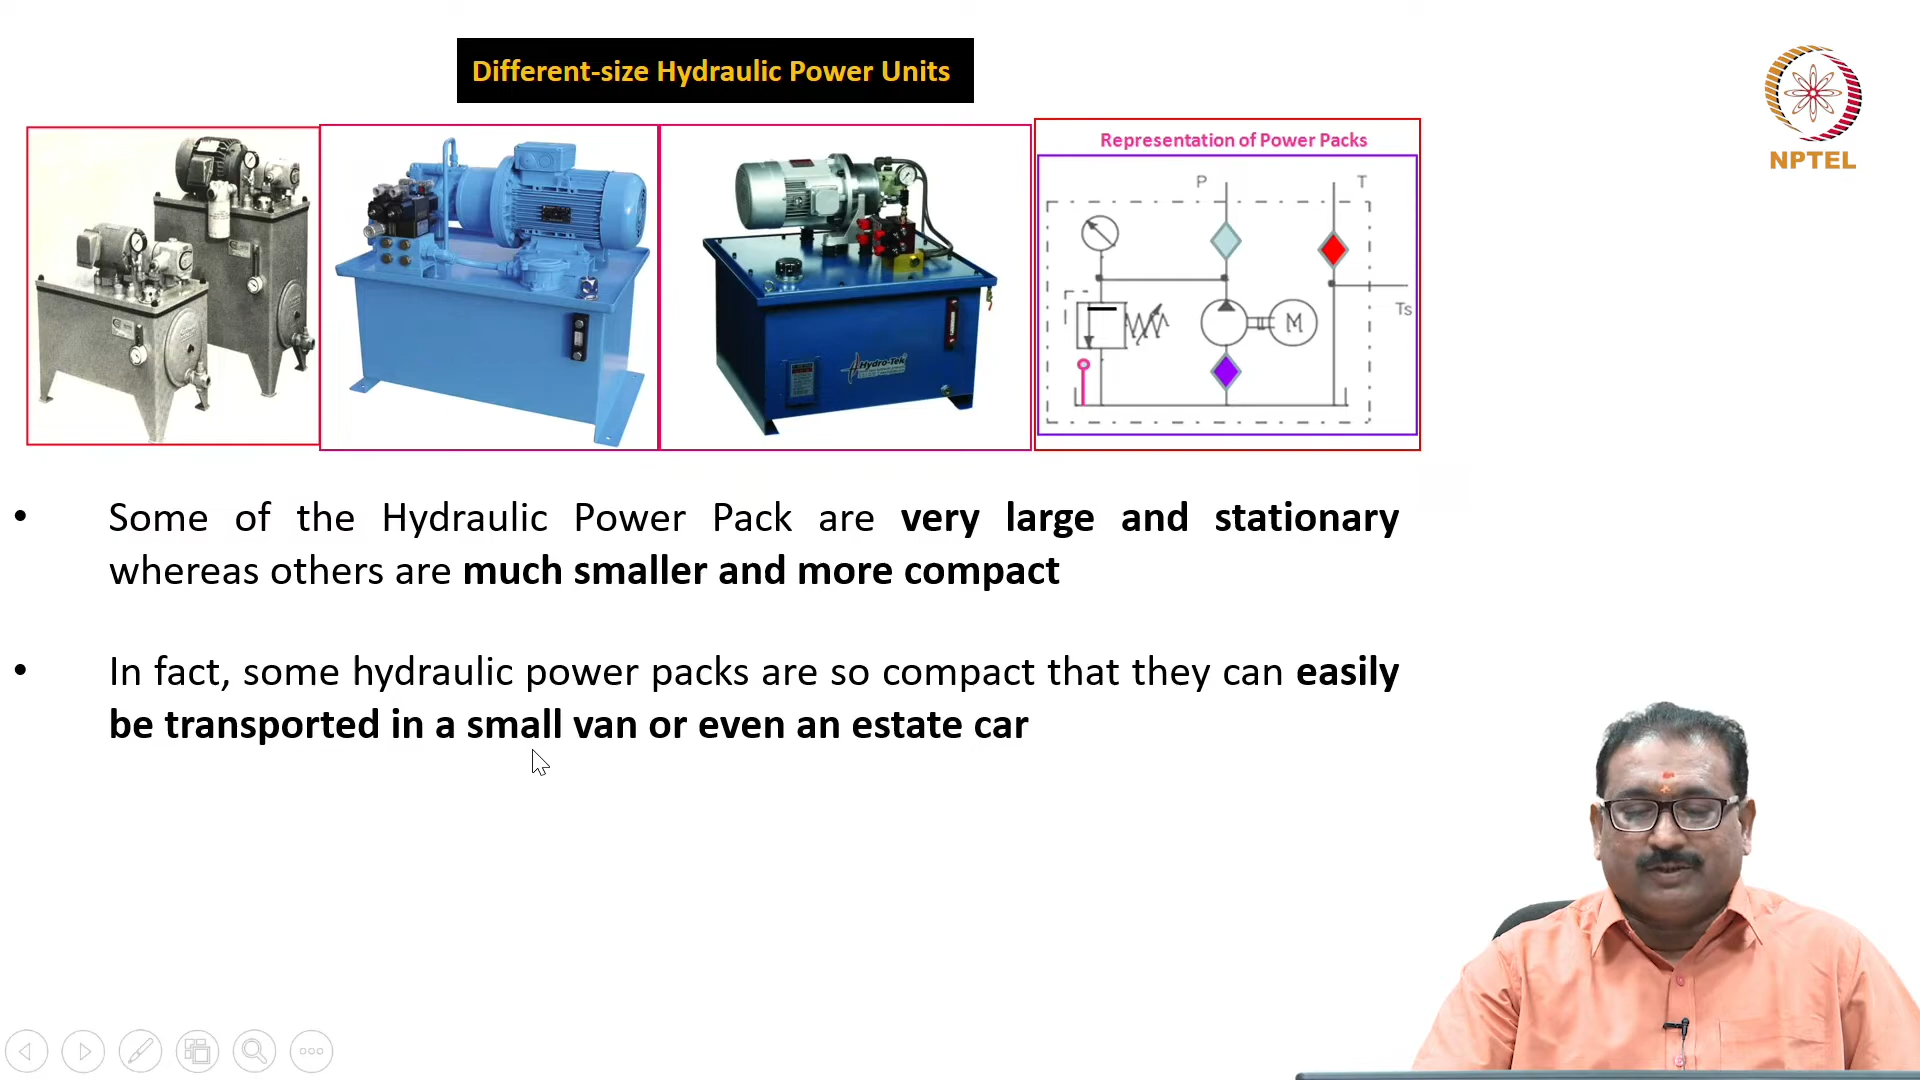 Different-size Hydraulic Power Units
NPTEL
Representation of Power Packs
P
T
M
Ts
Hydro-Tek
• Some of the Hydraulic Power Pack are very large and stationary
whereas others are much smaller and more compact
• In fact, some hydraulic power packs are so compact that they can easily
be transported in a small van or even an estate car